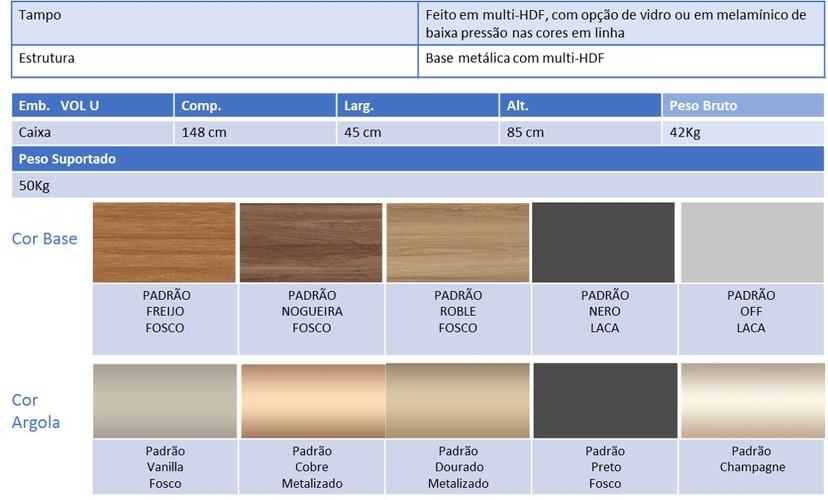 Tampo
Feito em multi-HDF, com opção de vidro ou em melamínico de
baixa pressão nas cores em linha
Estrutura
Base metálica com multi-HDF
Emb. VOL U Comp. Larg. Alt. Peso Bruto
Caixa 148 cm 45 cm 85 cm 42Kg
Peso Suportado
50Kg
Cor Base
PADRÃO
FREIJO
FOSCO
PADRÃO
NOGUEIRA
FOSCO
PADRÃO
ROBLE
FOSCO
PADRÃO
NERO
LACA
PADRÃO
OFF
LACA
Cor
Argola
Padrão
Vanilla
Fosco
Padrão
Cobre
Metalizado
Padrão
Dourado
Metalizado
Padrão
Preto
Fosco
Padrão
Champagne